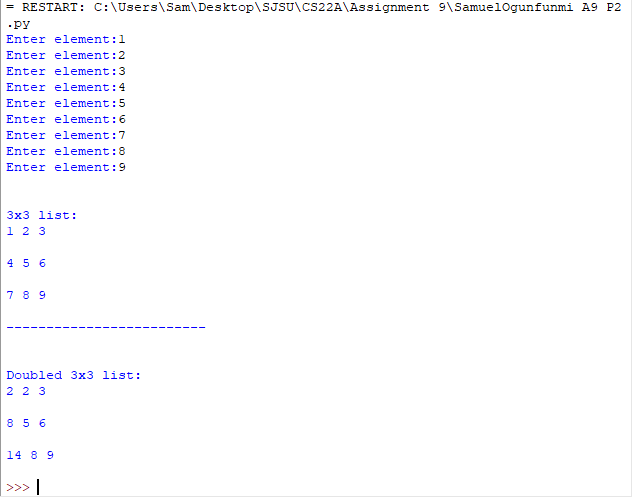 = RESTART: C:\Users\Sam\Desktop\SJSU\CS22A\Assignment 9\SamuelOgunfunmi A9 P2
.py
Enter element:1
Enter element:2
Enter element:3
Enter element:4
Enter element:5
Enter element:6
Enter element:7
Enter element:8
Enter element:9
3x3 list:
1 2 3
4 5 6
7 8 9
-------------------------
Doubled 3x3 list:
2 2 3
8 5 6
14 8 9
>>>